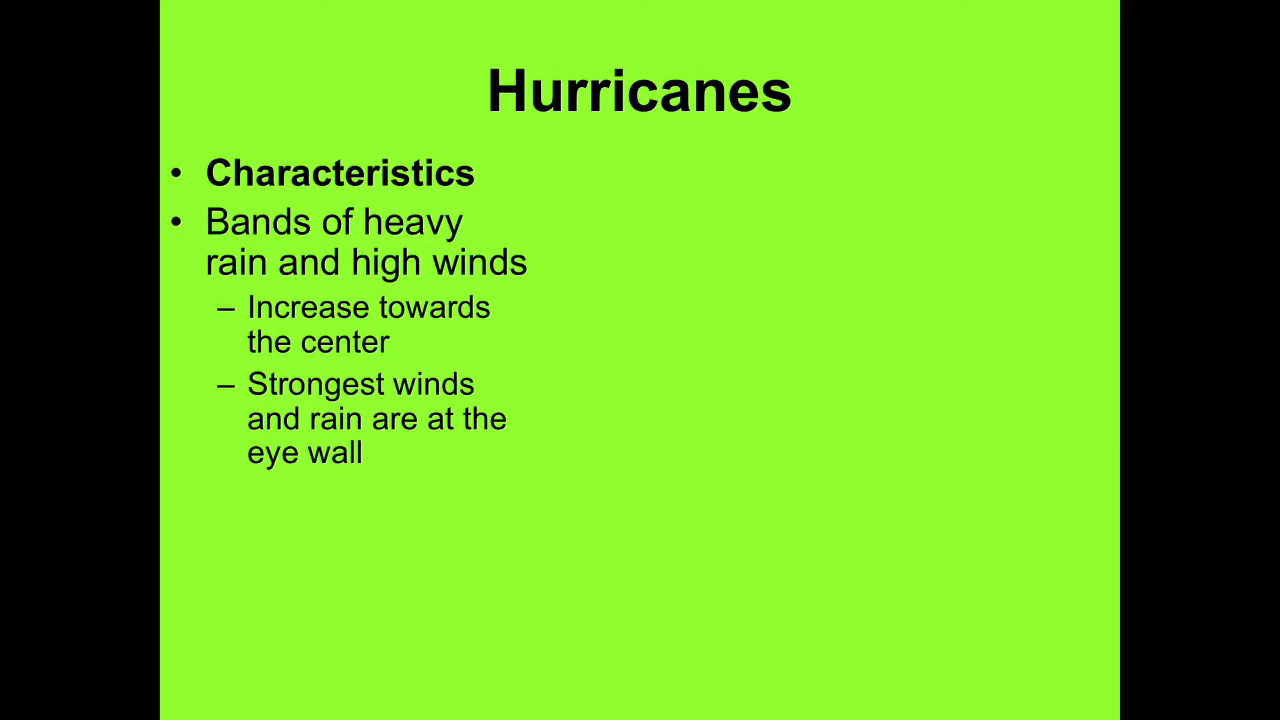 Hurricanes
• Characteristics
• Bands of heavy
rain and high winds
– Increase towards
the center
– Strongest winds
and rain are at the
eye wall